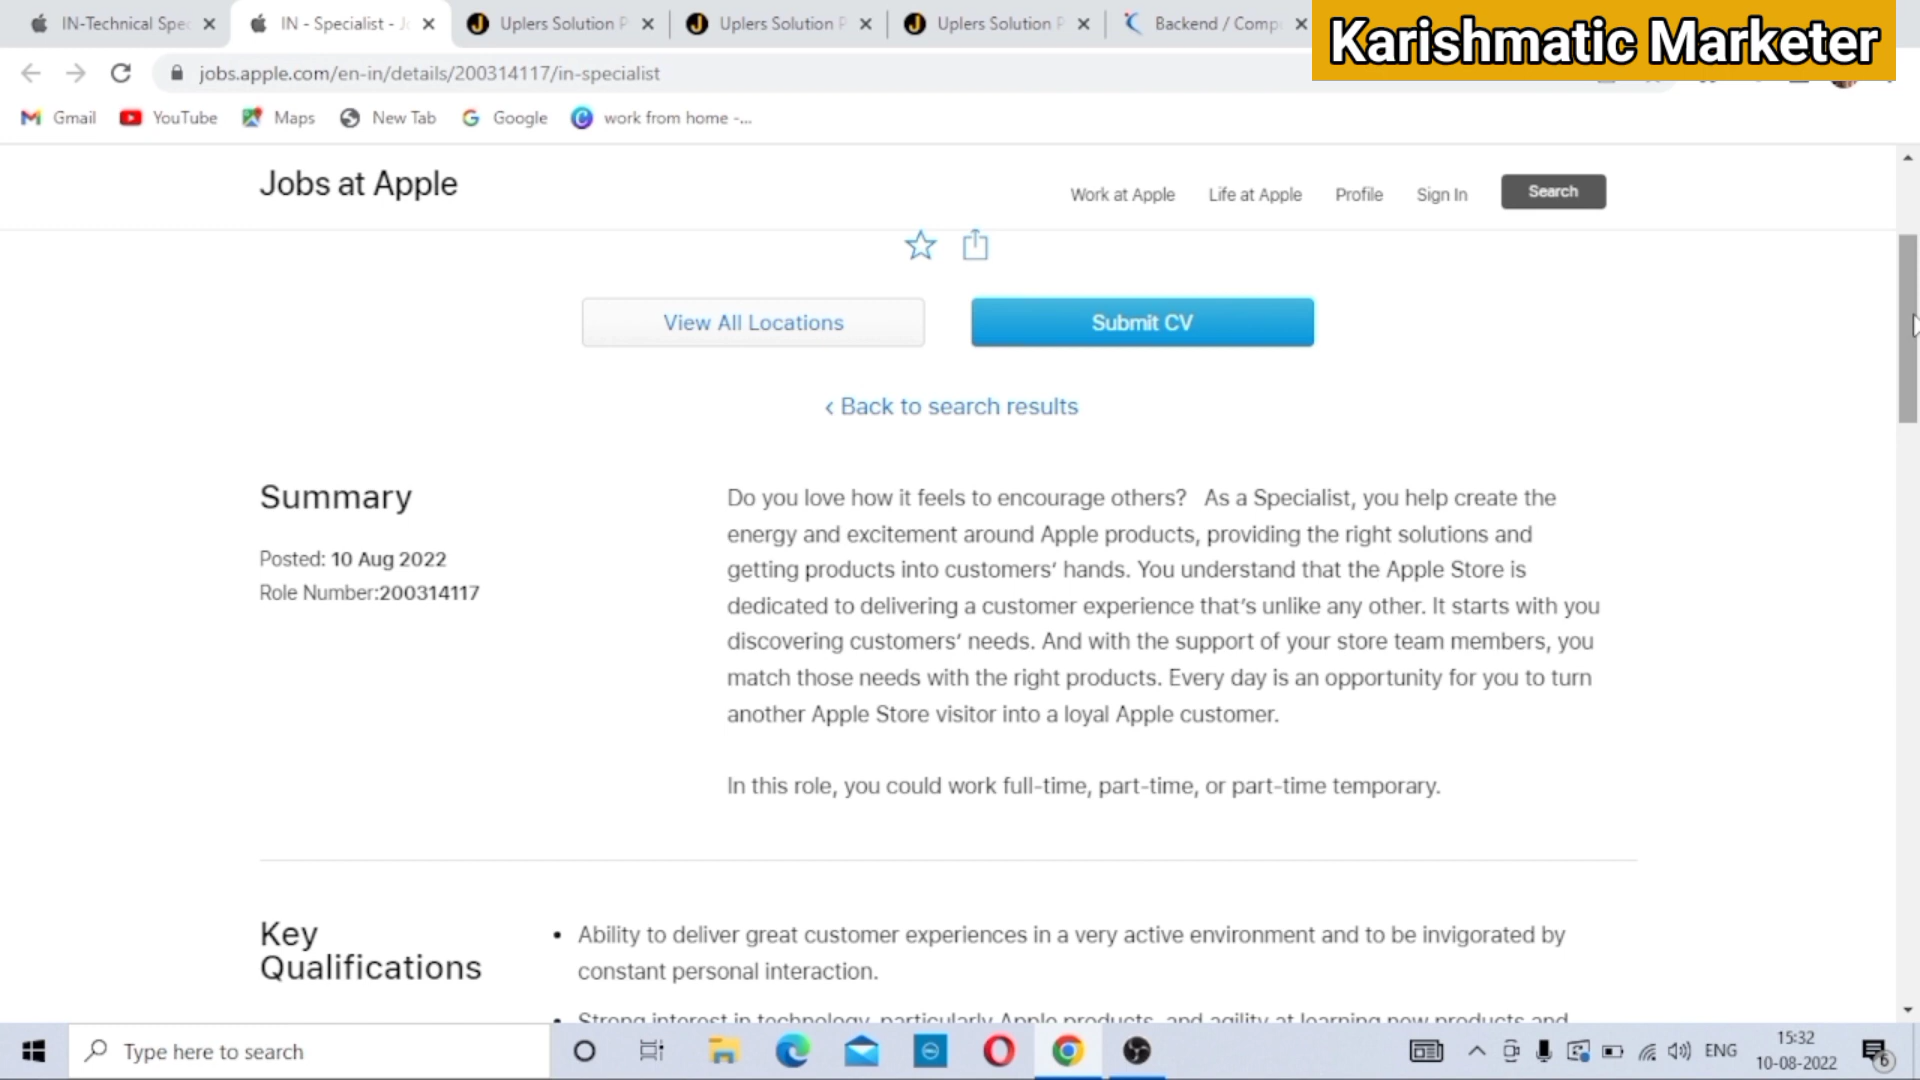 IN-Technical Spec
IN - Specialist - Jo
Uplers Solution P
Uplers Solution P
Uplers Solution P
Backend / Comp
Karishmatic Marketer
jobs.apple.com/en-in/details/200314117/in-specialist
Gmail
YouTube
Maps
New Tab
Google
work from home -...
Jobs at Apple
Work at Apple
Life at Apple
Profile
Sign In
Search
View All Locations
Submit CV
‹ Back to search results
Summary
Posted: 10 Aug 2022
Role Number:200314117
Do you love how it feels to encourage others?   As a Specialist, you help create the
energy and excitement around Apple products, providing the right solutions and
getting products into customers' hands. You understand that the Apple Store is
dedicated to delivering a customer experience that's unlike any other. It starts with you
discovering customers' needs. And with the support of your store team members, you
match those needs with the right products. Every day is an opportunity for you to turn
another Apple Store visitor into a loyal Apple customer.
In this role, you could work full-time, part-time, or part-time temporary.
Key
Qualifications
• Ability to deliver great customer experiences in a very active environment and to be invigorated by
constant personal interaction.
• Strong interest in technology, particularly Apple products, and agility at learning new products and
Type here to search
ENG
15:32
10-08-2022
6